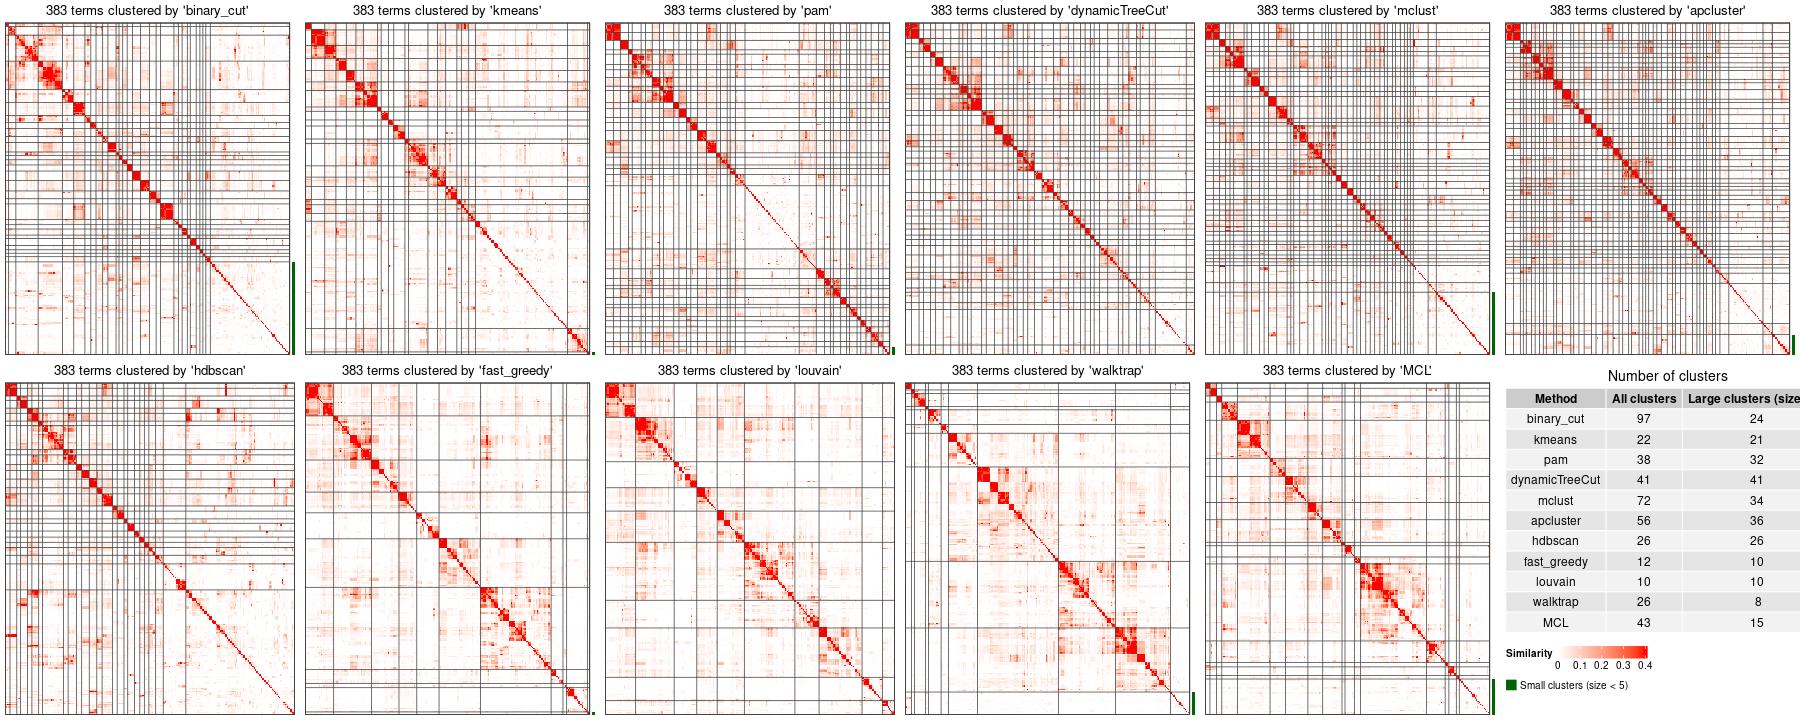 383 terms clustered by 'binary_cut'
383 terms clustered by 'kmeans'
383 terms clustered by 'pam'
383 terms clustered by 'dynamicTreeCut'
383 terms clustered by 'mclust'
383 terms clustered by 'apcluster'
383 terms clustered by 'hdbscan'
383 terms clustered by 'fast_greedy'
383 terms clustered by 'louvain'
383 terms clustered by 'walktrap'
383 terms clustered by 'MCL'
Number of clusters
Method All clusters Large clusters (size
binary_cut 97 24
kmeans 22 21
pam 38 32
dynamicTreeCut 41 41
mclust 72 34
apcluster 56 36
hdbscan 26 26
fast_greedy 12 10
louvain 10 10
walktrap 26 8
MCL 43 15
Similarity
0 0.1 0.2 0.3 0.4
Small clusters (size < 5)